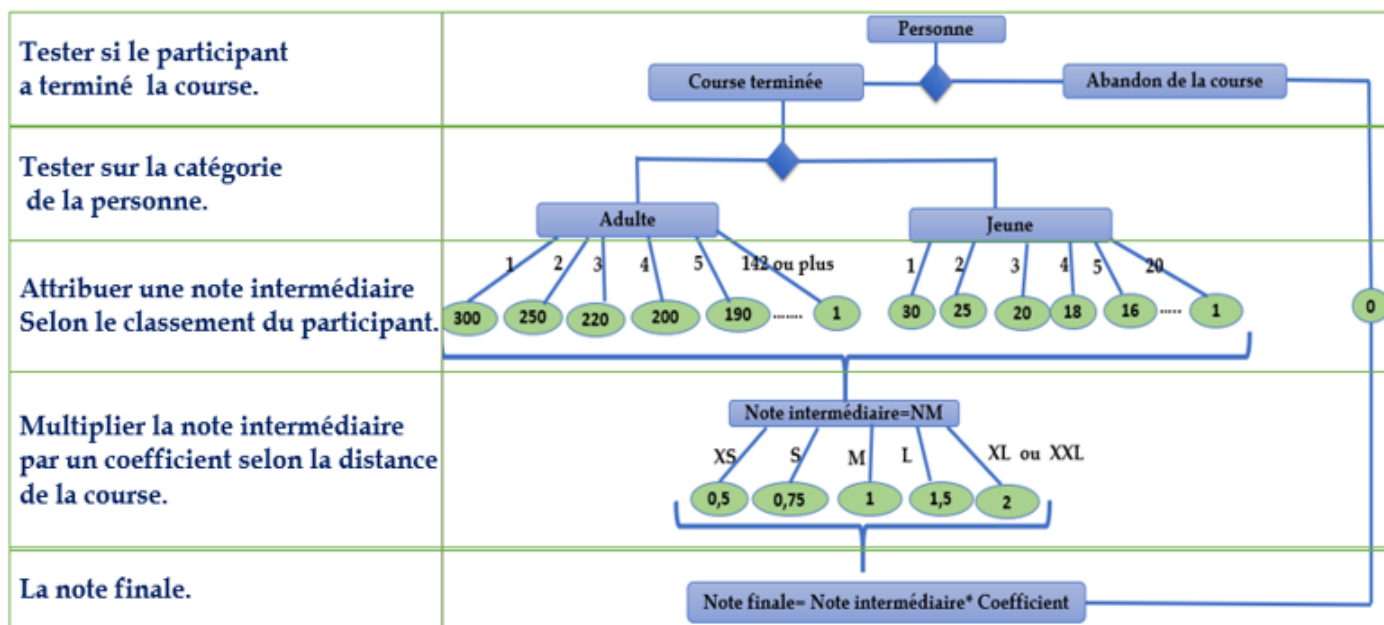 Tester si le participant
a terminé la course.
Personne
Course terminée
Abandon de la course
Tester sur la catégorie
de la personne.
Adulte
Jeune
Attribuer une note intermédiaire
Selon le classement du participant.
1 2 3 4 5 142 ou plus
1 2 3 4 5 20
300 250 220 200 190 ........ 1
30 25 20 18 16 ..... 1
0
Multiplier la note intermédiaire
par un coefficient selon la distance
de la course.
Note intermédiaire=NM
XS S M L XL ou XXL
0,5 0,75 1 1,5 2
La note finale.
Note finale= Note intermédiaire* Coefficient